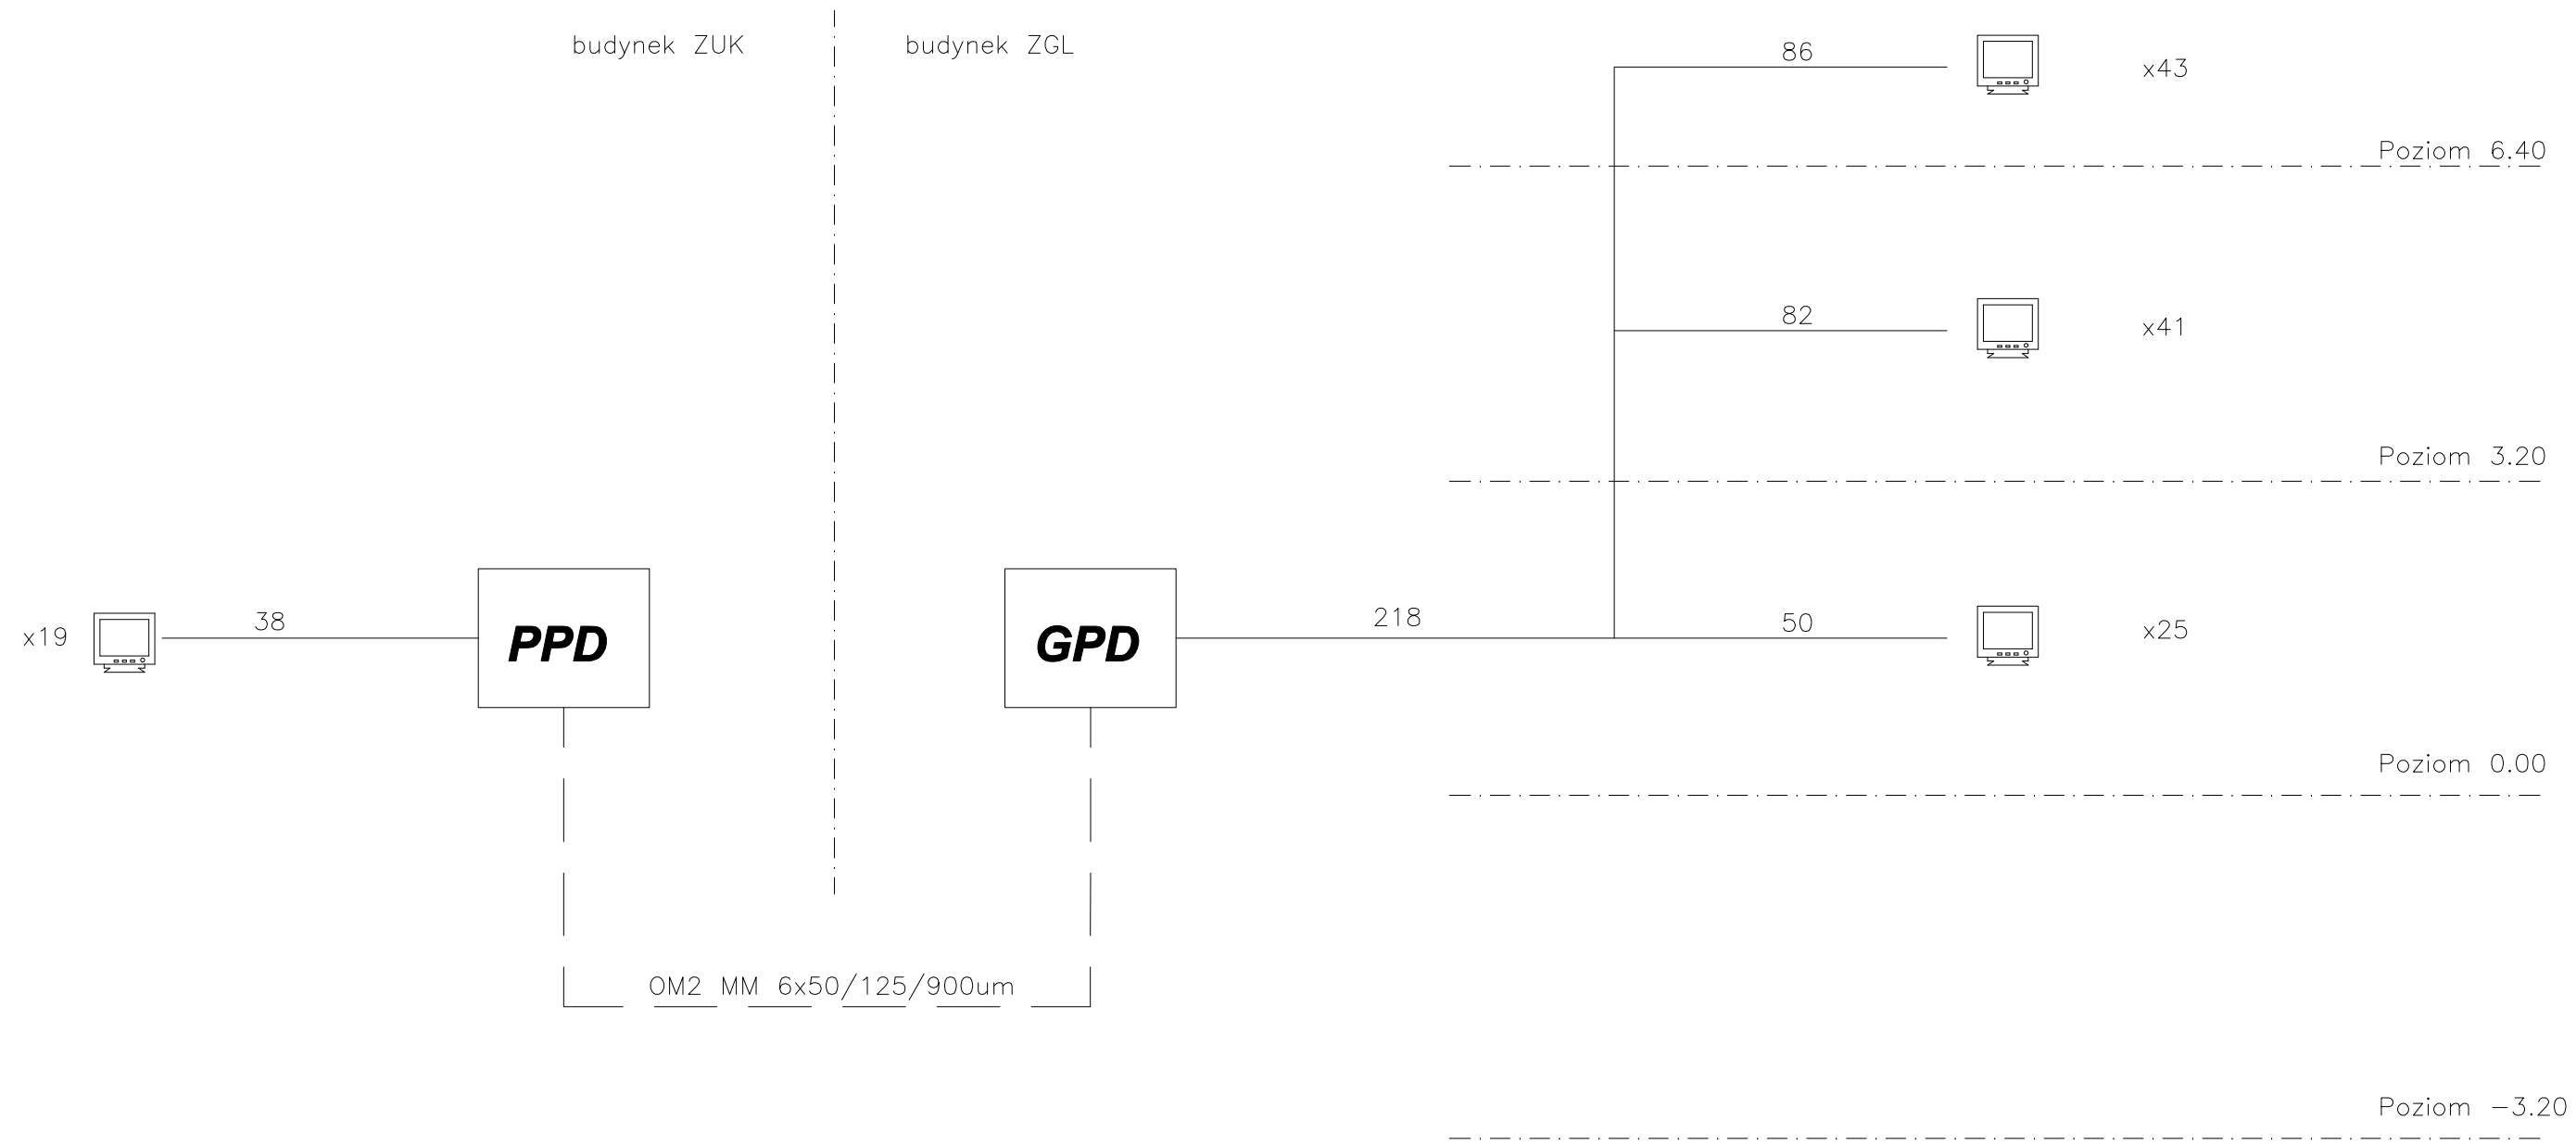 budynek ZUK
budynek ZGL
86
x43
Poziom 6.40
82
x41
Poziom 3.20
x19
38
PPD
GPD
218
50
x25
Poziom 0.00
OM2 MM 6x50/125/900um
Poziom -3.20